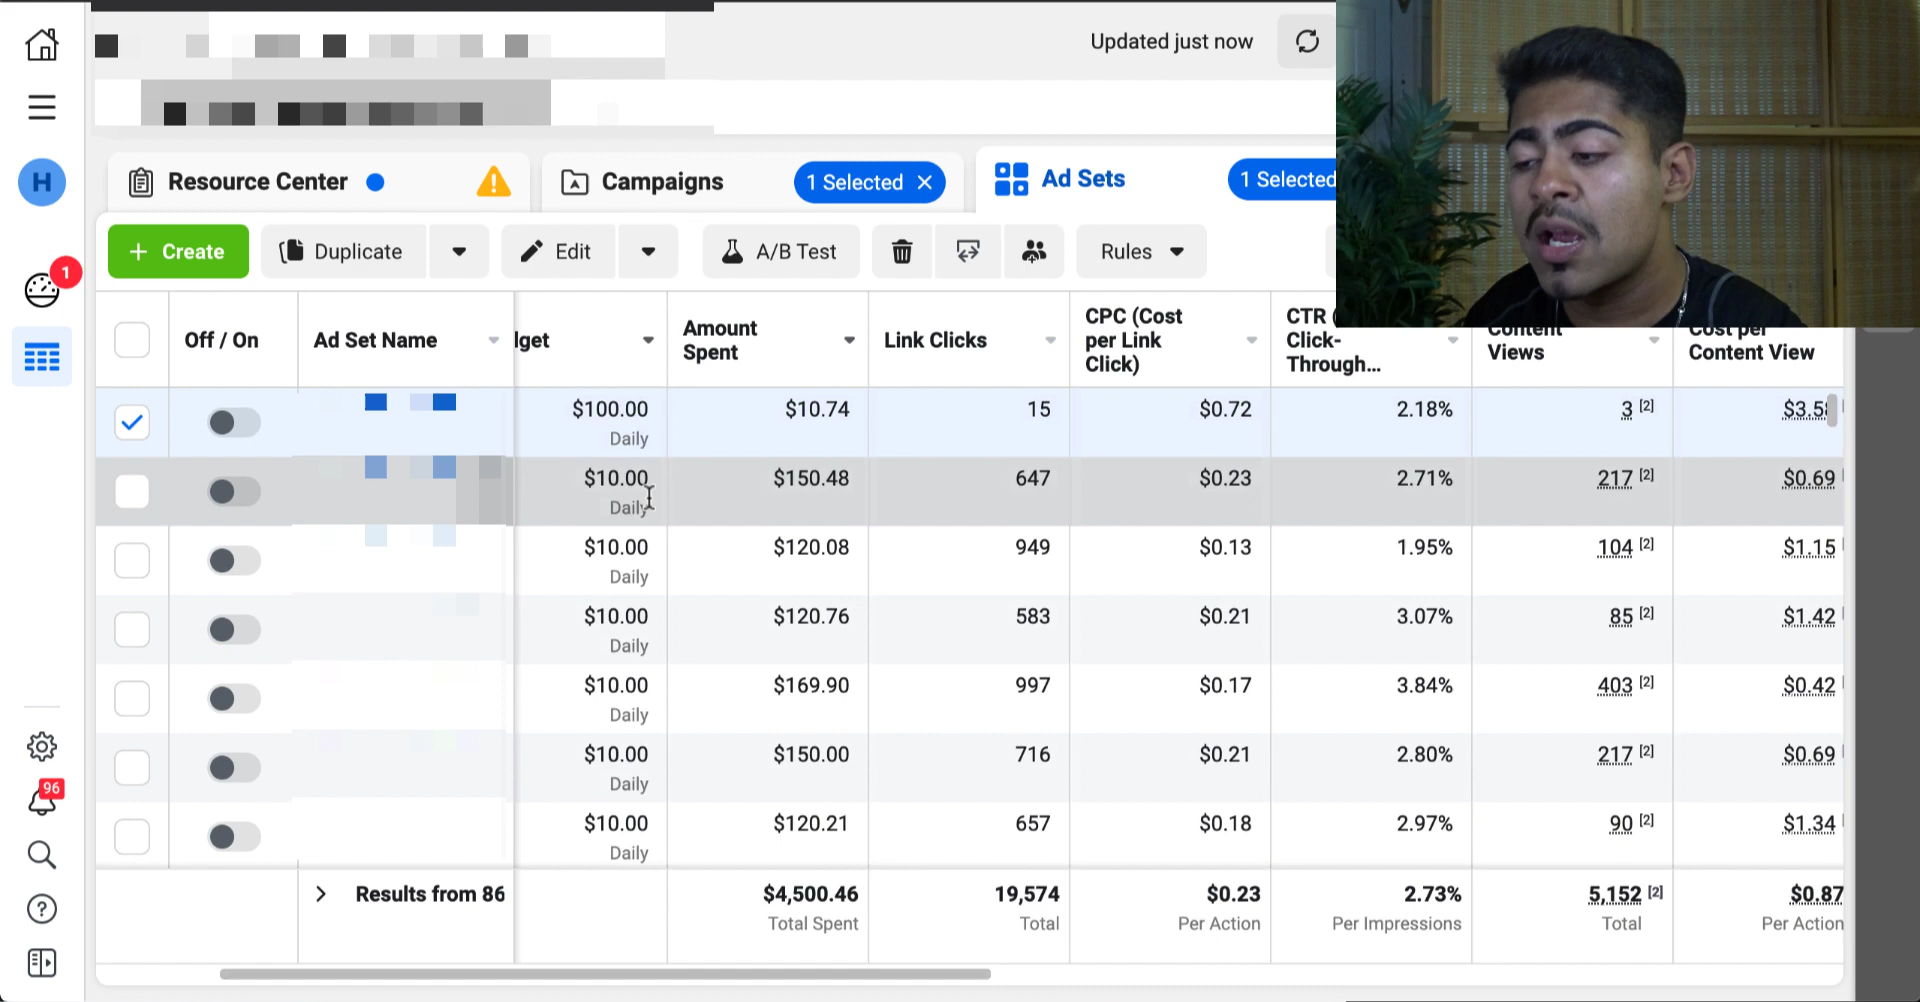 Updated just now
H
Resource Center
Campaigns
1 Selected
Ad Sets
1 Selected
Create
Duplicate
Edit
A/B Test
Rules
1
Off / On
Ad Set Name
lget
Amount Spent
Link Clicks
CPC (Cost per Link Click)
CTR (
Click-Through...
Content Views
Cost per Content View
$100.00 Daily $10.74 15 $0.72 2.18% 3 [2] $3.58
$10.00 Daily $150.48 647 $0.23 2.71% 217 [2] $0.69
$10.00 Daily $120.08 949 $0.13 1.95% 104 [2] $1.15
$10.00 Daily $120.76 583 $0.21 3.07% 85 [2] $1.42
$10.00 Daily $169.90 997 $0.17 3.84% 403 [2] $0.42
$10.00 Daily $150.00 716 $0.21 2.80% 217 [2] $0.69
$10.00 Daily $120.21 657 $0.18 2.97% 90 [2] $1.34
96
Results from 86 $4,500.46 19,574 $0.23 2.73% 5,152 [2] $0.87
Total Spent Total Per Action Per Impressions Total Per Action